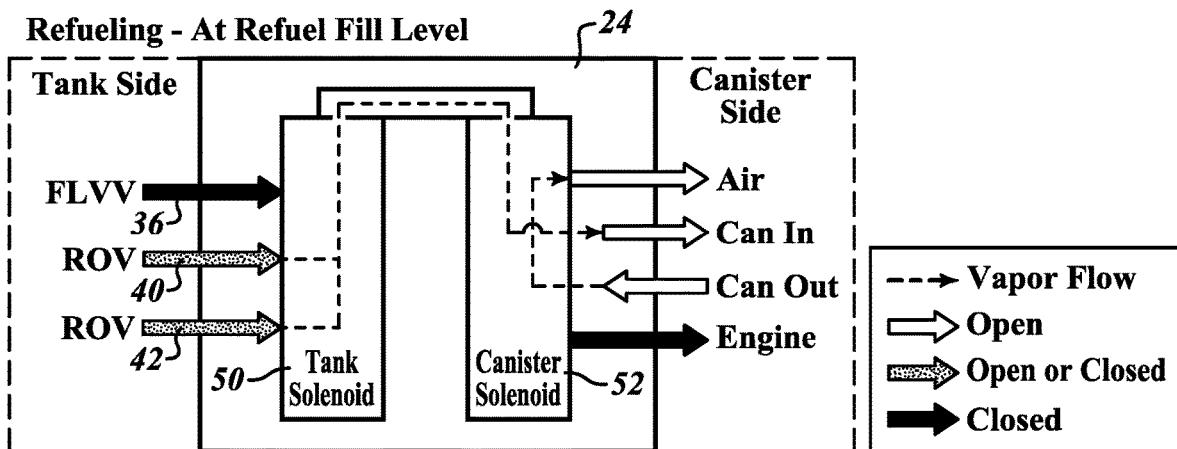 Refueling - At Refuel Fill Level
24
Tank Side
Canister
Side
FLVV
36
ROV
40
ROV
42
50
Tank
Solenoid
Canister
Solenoid
52
Air
Can In
Can Out
Engine
Vapor Flow
Open
Open or Closed
Closed